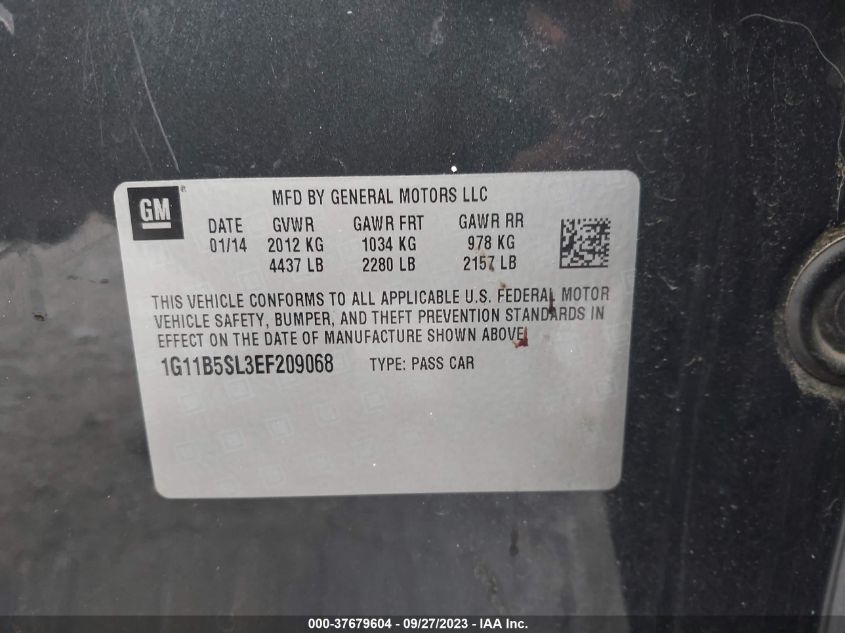 GM®
MFD BY GENERAL MOTORS LLC
DATE GVWR GAWR FRT GAWR RR
01/14 2012 KG 1034 KG 978 KG
4437 LB 2280 LB 2157 LB
THIS VEHICLE CONFORMS TO ALL APPLICABLE U.S. FEDERAL MOTOR
VEHICLE SAFETY, BUMPER, AND THEFT PREVENTION STANDARDS IN
EFFECT ON THE DATE OF MANUFACTURE SHOWN ABOVE.
1G11B5SL3EF209068 TYPE: PASS CAR
000-37679604 - 09/27/2023 - IAA Inc.